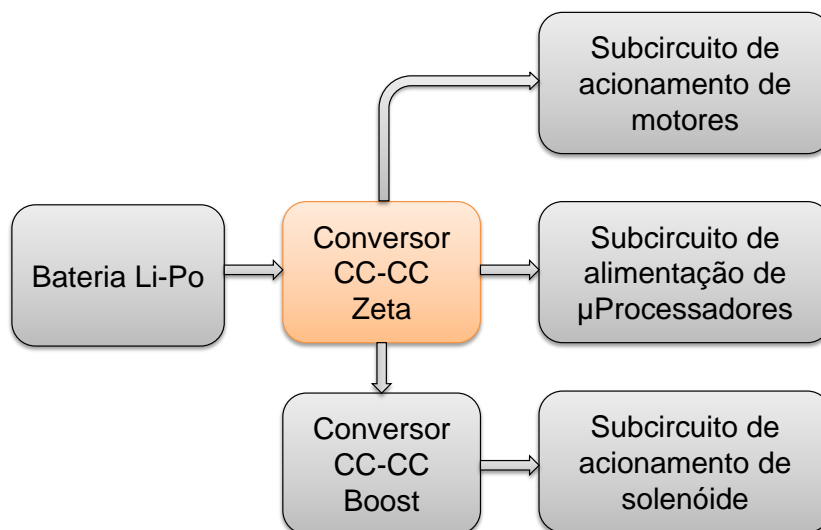 Subcircuito de
acionamento de
motores
Bateria Li-Po
Conversor
CC-CC
Zeta
Subcircuito de
alimentação de
µProcessadores
Conversor
CC-CC
Boost
Subcircuito de
acionamento de
solenóide